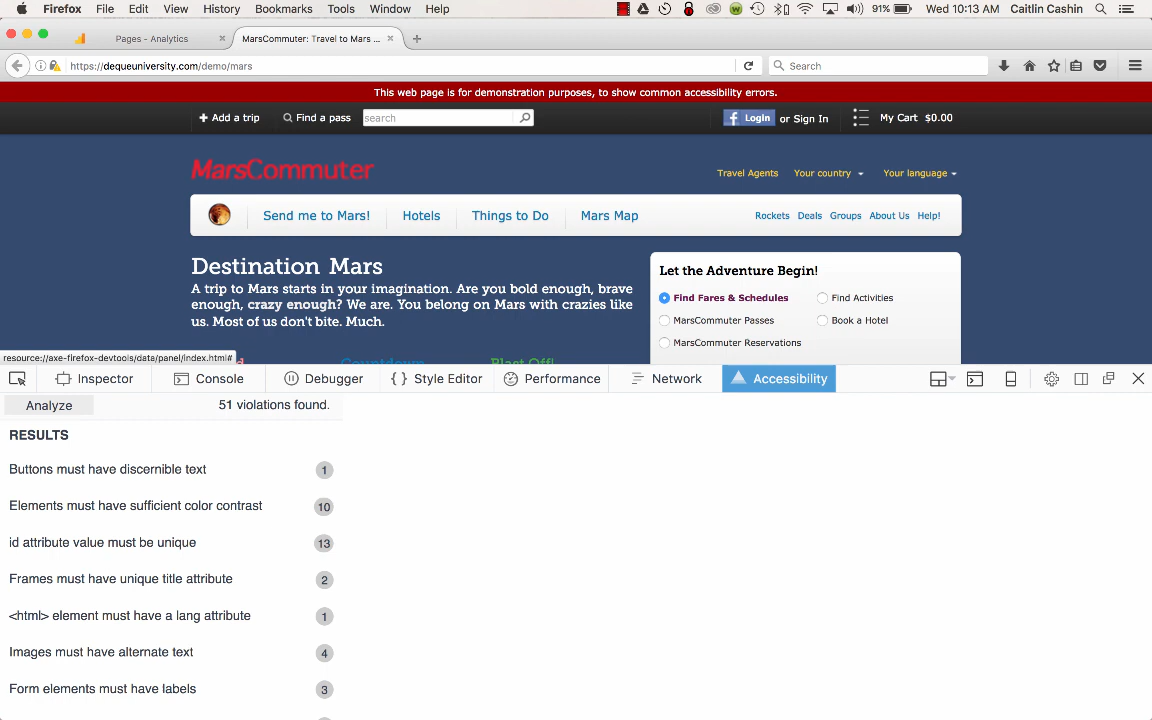 Firefox File Edit View History Bookmarks Tools Window Help 91% Wed 10:13 AM Caitlin Cashin
Pages - Analytics × MarsCommuter: Travel to Mars ... × +
https://dequeuniversity.com/demo/mars Search
This web page is for demonstration purposes, to show common accessibility errors.
+ Add a trip Find a pass search f Login or Sign In My Cart $0.00
MarsCommuter Travel Agents Your country Your language
Send me to Mars! Hotels Things to Do Mars Map Rockets Deals Groups About Us Help!
Destination Mars
A trip to Mars starts in your imagination. Are you bold enough, brave
enough, crazy enough? We are. You belong on Mars with crazies like
us. Most of us don't bite. Much.
Let the Adventure Begin!
Find Fares & Schedules Find Activities
MarsCommuter Passes Book a Hotel
MarsCommuter Reservations
resource://axe-firefox-devtools/data/panel/index.html# Countdown Blast Off!
Inspector Console Debugger { } Style Editor Performance Network Accessibility
Analyze 51 violations found.
RESULTS
Buttons must have discernible text 1
Elements must have sufficient color contrast 10
id attribute value must be unique 13
Frames must have unique title attribute 2
<html> element must have a lang attribute 1
Images must have alternate text 4
Form elements must have labels 3